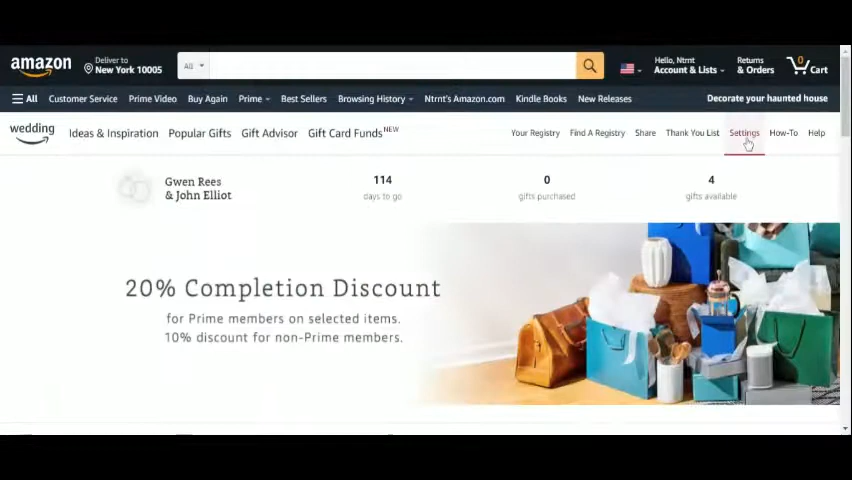 amazon
Deliver to
New York 10005
All
Hello, Ntrnt
Account & Lists
Returns
& Orders
0
Cart
All
Customer Service
Prime Video
Buy Again
Prime
Best Sellers
Browsing History
Ntrnt's Amazon.com
Kindle Books
New Releases
Decorate your haunted house
wedding
Ideas & Inspiration
Popular Gifts
Gift Advisor
Gift Card Funds NEW
Your Registry
Find A Registry
Share
Thank You List
Settings
How-To
Help
Gwen Rees
& John Elliot
114
days to go
0
gifts purchased
4
gifts available
20% Completion Discount
for Prime members on selected items.
10% discount for non-Prime members.